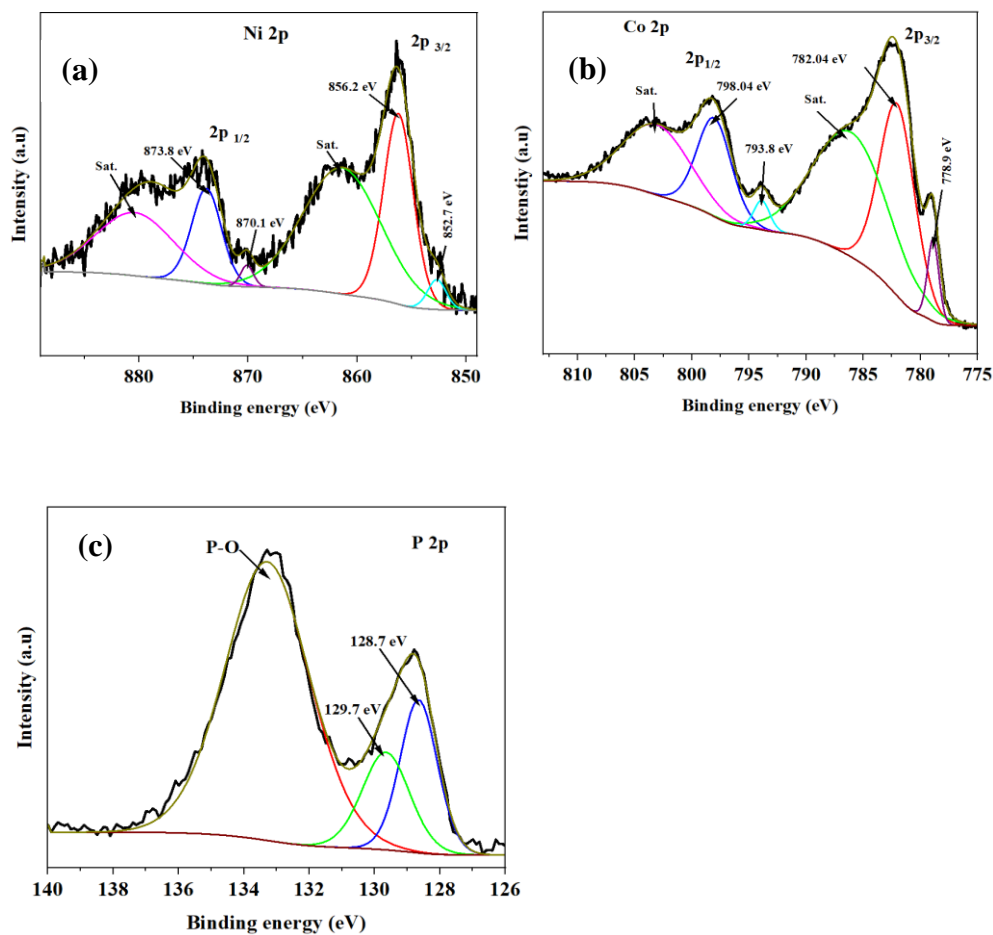 (a)
Ni 2p
2p 3/2
856.2 eV
2p 1/2
873.8 eV
Sat.
Sat.
870.1 eV
852.7 eV
Intensity (a.u)
880 870 860 850
Binding energy (eV)
(b)
Co 2p
2p3/2
782.04 eV
2p1/2
798.04 eV
Sat.
Sat.
793.8 eV
778.9 eV
Intenstiy (a.u)
810 805 800 795 790 785 780 775
Binding energy (eV)
(c)
P-O
P 2p
128.7 eV
129.7 eV
Intensity (a.u)
140 138 136 134 132 130 128 126
Binding energy (eV)